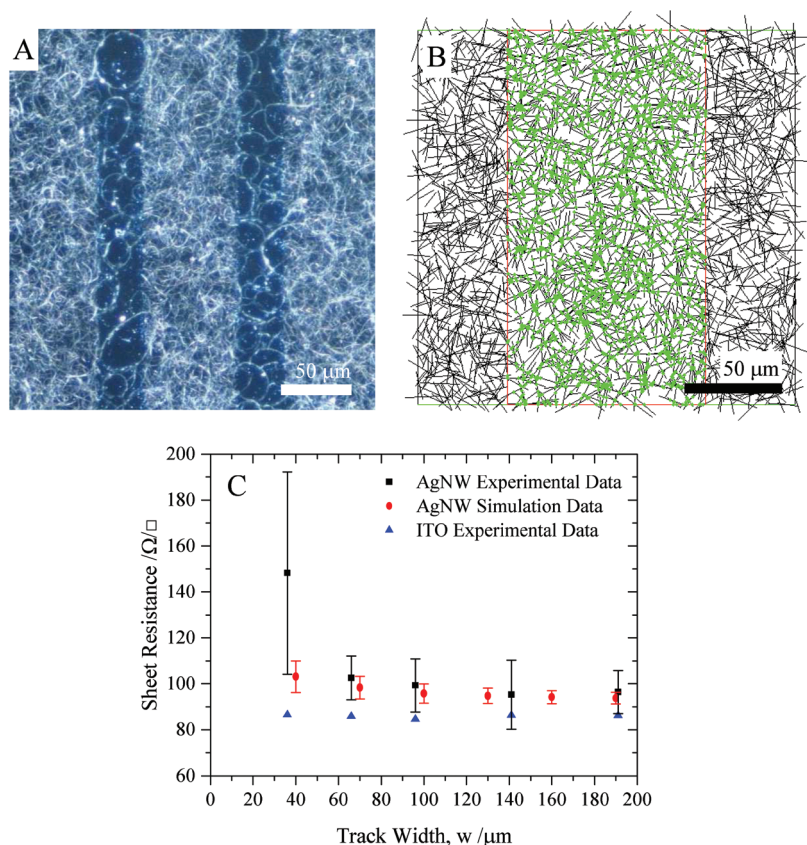 A
B
50 μm
50 μm
C
AgNW Experimental Data
AgNW Simulation Data
ITO Experimental Data
Sheet Resistance /Ω/□
200
180
160
140
120
100
80
60
0 20 40 60 80 100 120 140 160 180 200
Track Width, w /μm